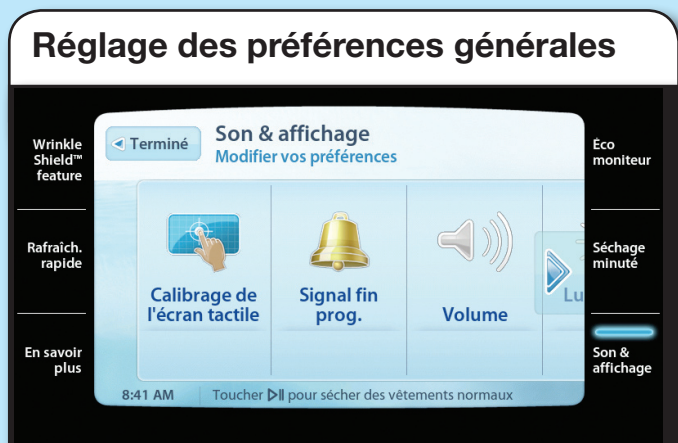 Réglage des préférences générales
Wrinkle
Shield™
feature
Rafraîch.
rapide
En savoir
plus
Terminé
Son & affichage
Modifier vos préférences
Calibrage de
l'écran tactile
Signal fin
prog.
Volume
Lu
8:41 AM
Toucher ▷II pour sécher des vêtements normaux
Éco
moniteur
Séchage
minuté
Son &
affichage